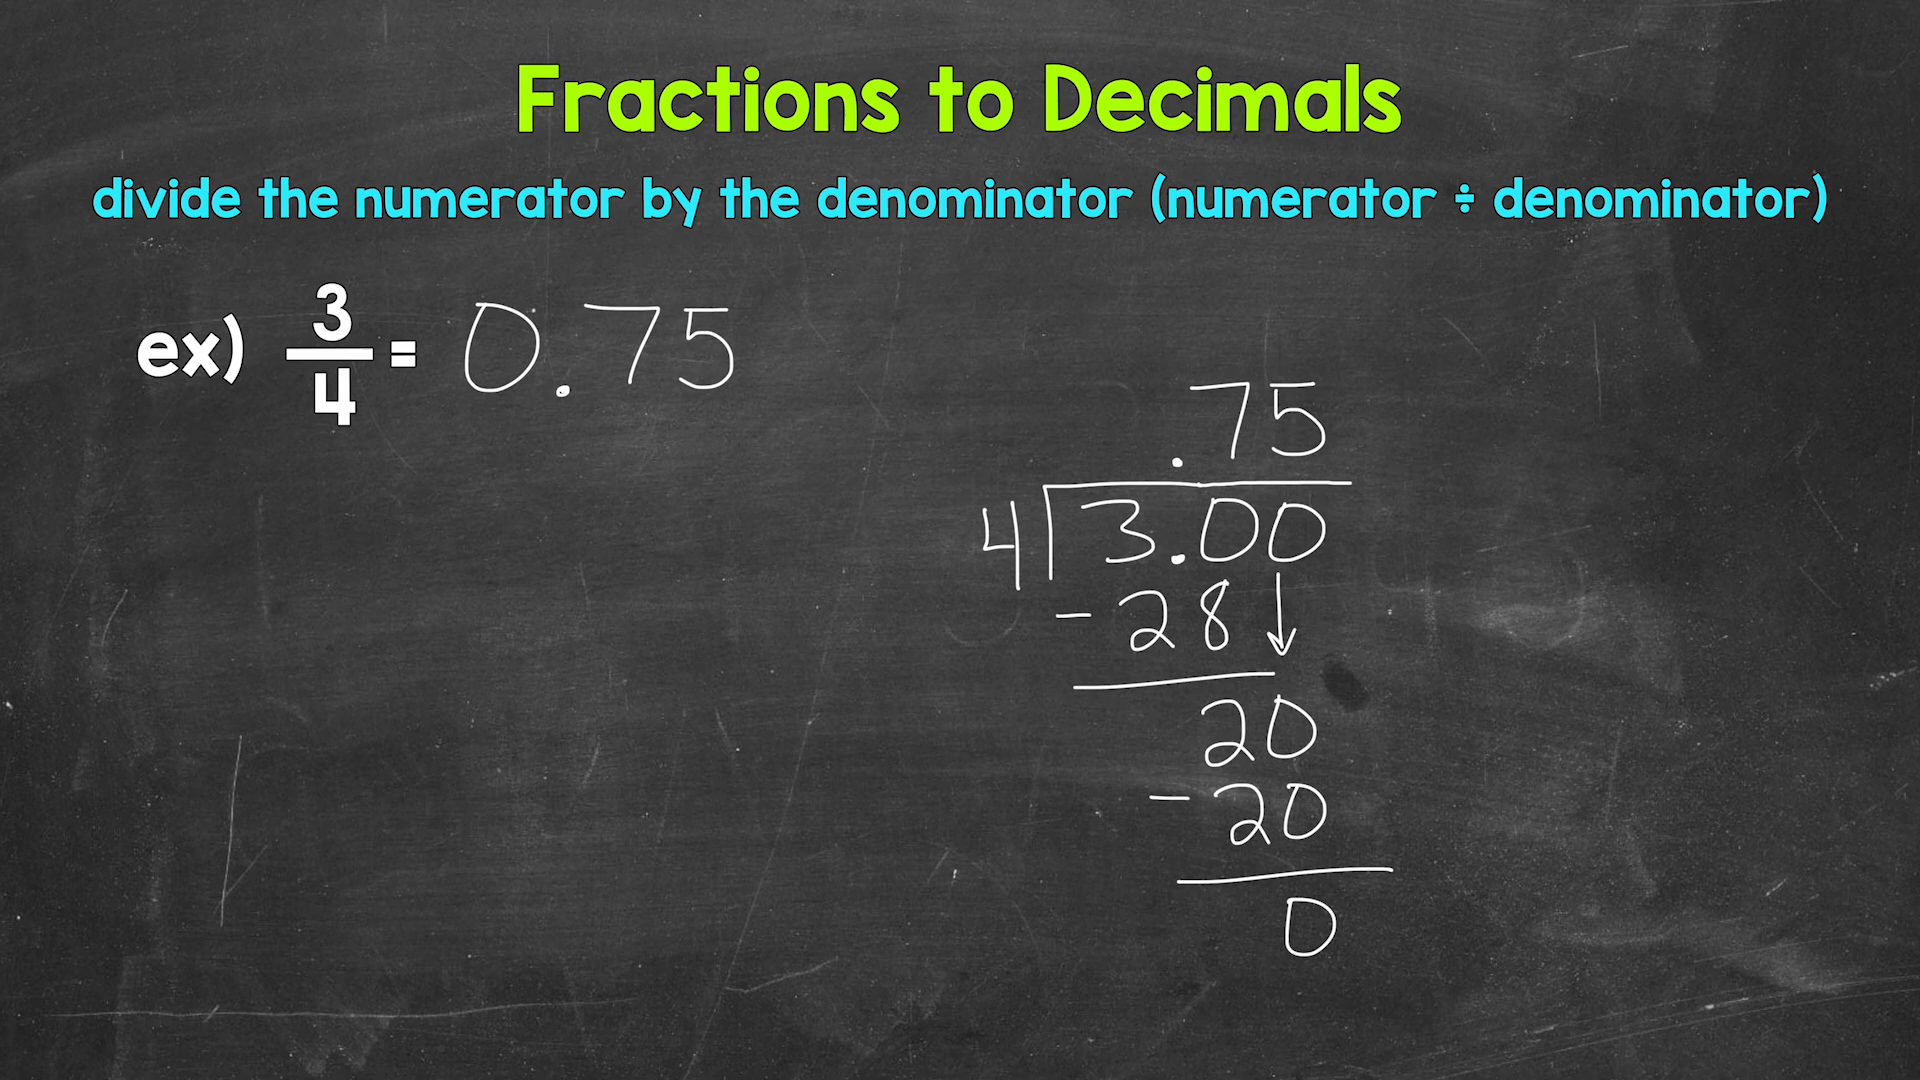 Fractions to Decimals
divide the numerator by the denominator (numerator ÷ denominator)
ex) 3/4 = 0.75
.75
4 3.00
- 28↓
20
- 20
0